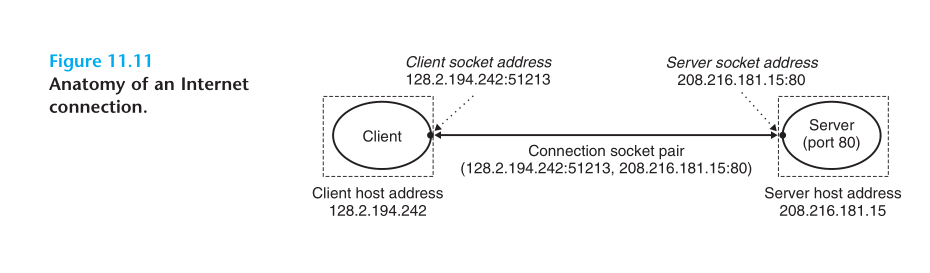 Figure 11.11
Anatomy of an Internet
connection.
Client socket address
128.2.194.242:51213
Server socket address
208.216.181.15:80
Client
Server
(port 80)
Connection socket pair
(128.2.194.242:51213, 208.216.181.15:80)
Client host address
128.2.194.242
Server host address
208.216.181.15